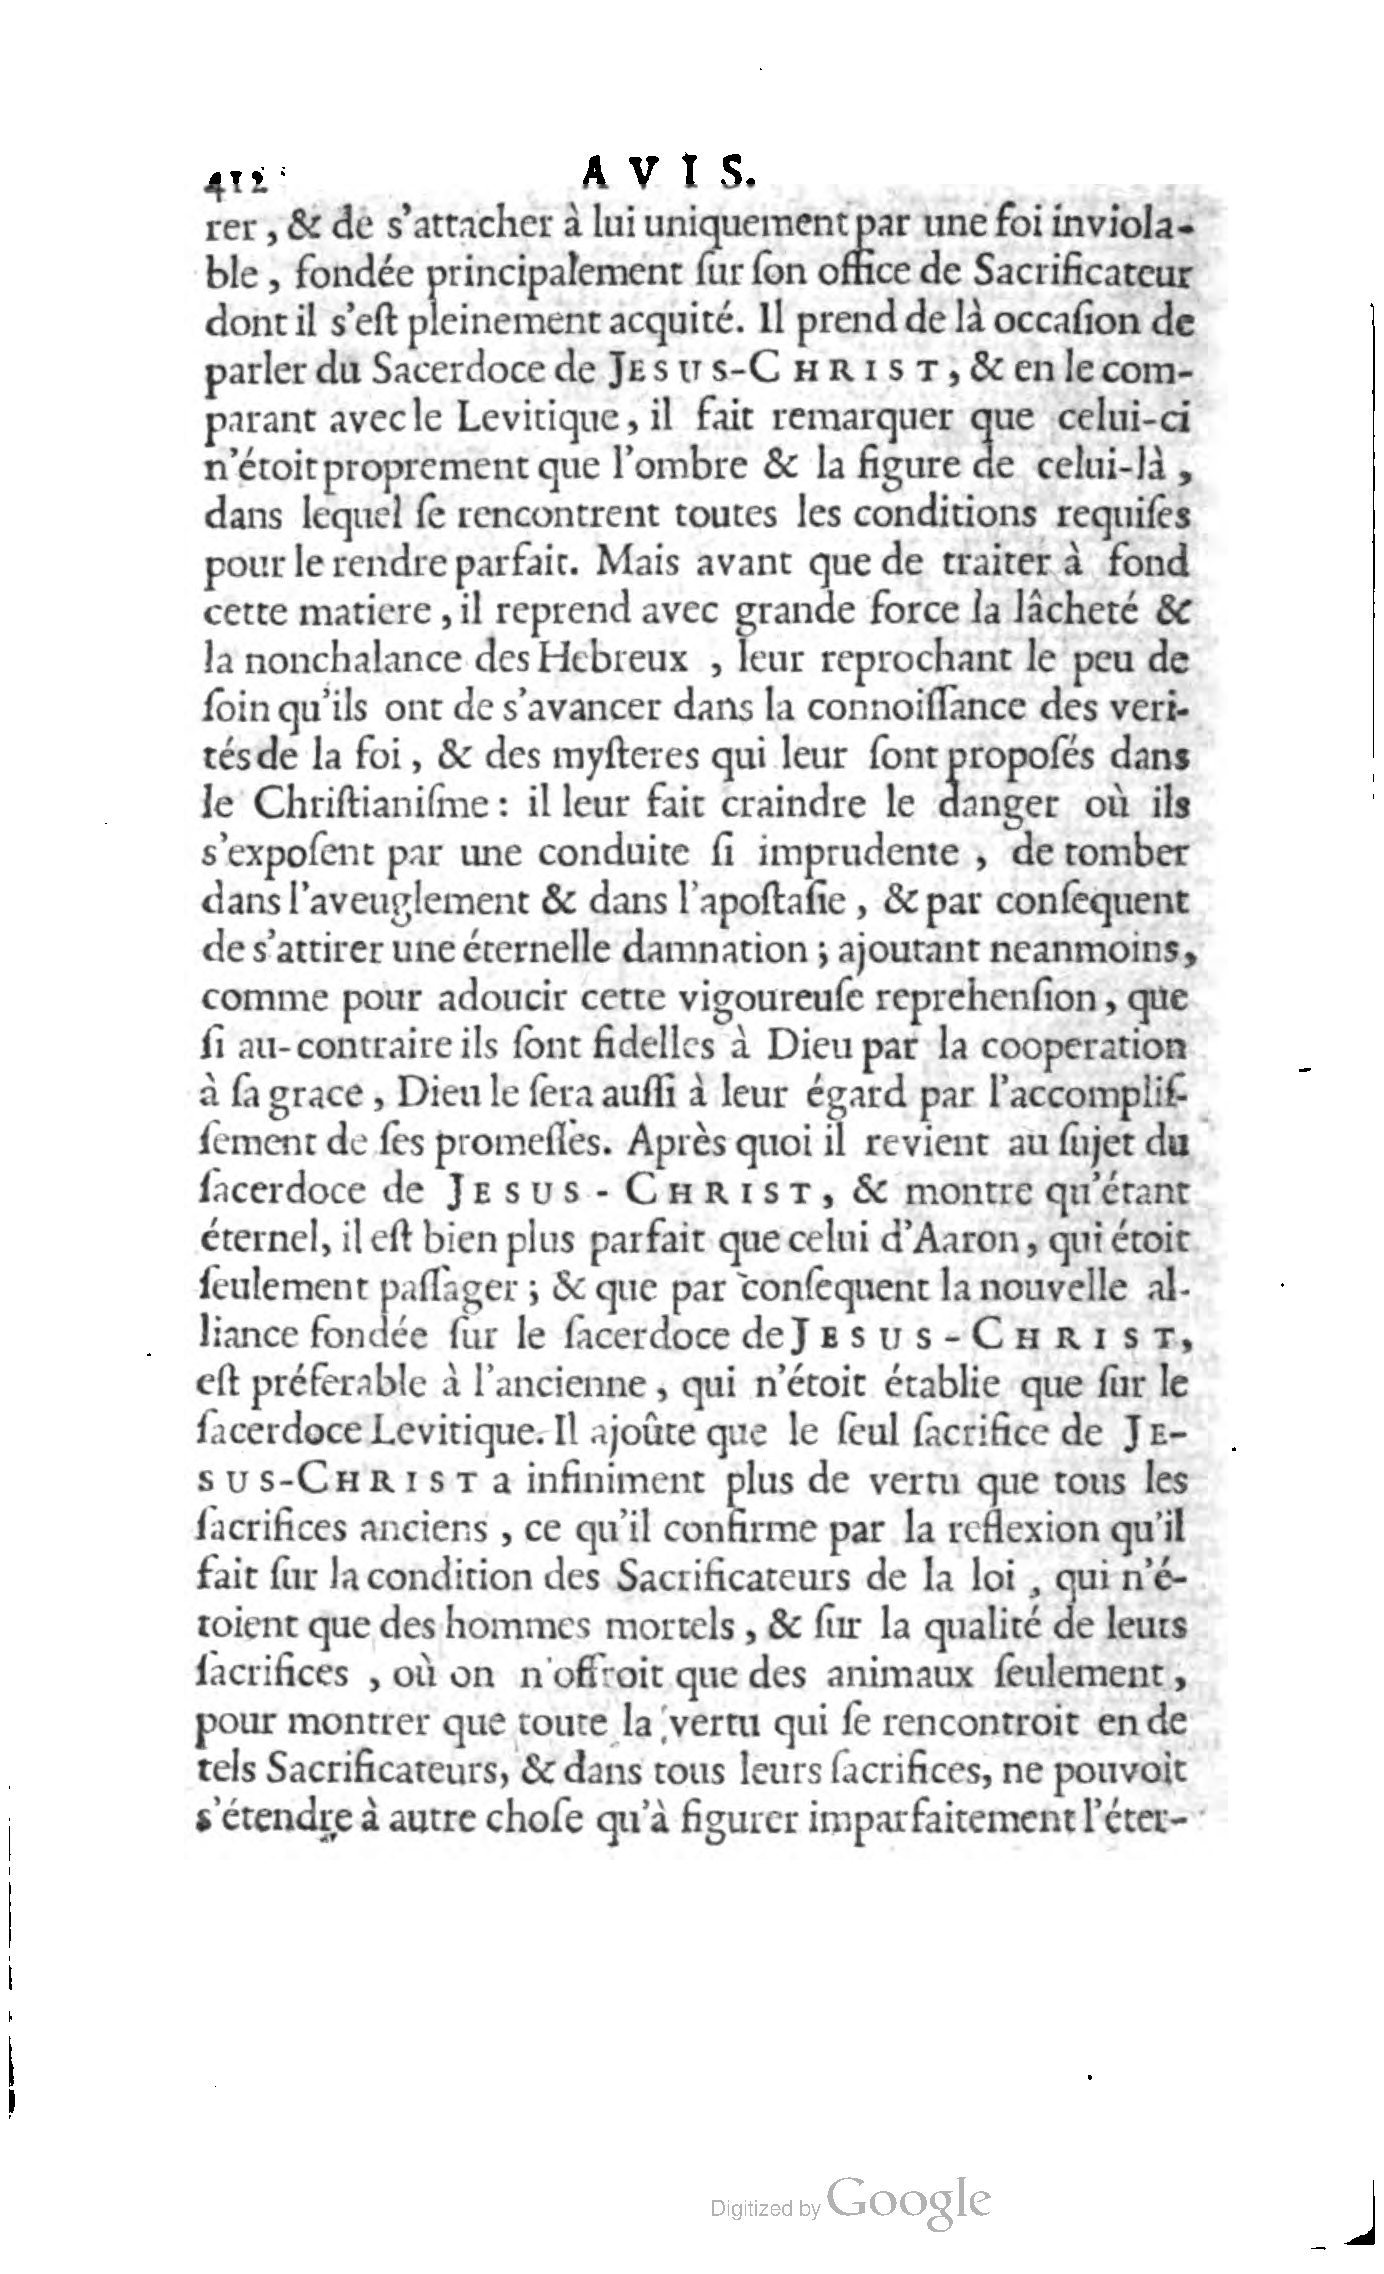 412 AVIS.
rer, & de s'attacher à lui uniquement par une foi inviola-
ble, fondée principalement ſur ſon office de Sacrificateur
dont il s'eſt pleinement acquité. Il prend de là occaſion de
parler du Sacerdoce de JESUS-CHRIST, & en le com-
parant avec le Levitique, il fait remarquer que celui-ci
n'étoit proprement que l'ombre & la figure de celui-là,
dans lequel ſe rencontrent toutes les conditions requiſes
pour le rendre parfait. Mais avant que de traiter à fond
cette matiere, il reprend avec grande force la lâcheté &
la nonchalance des Hebreux, leur reprochant le peu de
ſoin qu'ils ont de s'avancer dans la connoiſſance des veri-
tés de la foi, & des myſteres qui leur ſont propoſés dans
le Chriſtianiſme: il leur fait craindre le danger où ils
s'expoſent par une conduite ſi imprudente, de tomber
dans l'aveuglement & dans l'apoſtaſie, & par conſequent
de s'attirer une éternelle damnation; ajoutant neanmoins,
comme pour adoucir cette vigoureuſe reprehenſion, que
ſi au-contraire ils ſont fidelles à Dieu par la cooperation
à ſa grace, Dieu le ſera auſſi à leur égard par l'accompliſ-
ſement de ſes promeſſes. Après quoi il revient au ſujet du
ſacerdoce de JESUS-CHRIST, & montre qu'étant
éternel, il eſt bien plus parfait que celui d'Aaron, qui étoit
ſeulement paſſager; & que par conſequent la nouvelle al-
liance fondée ſur le ſacerdoce de JESUS-CHRIST,
eſt préferable à l'ancienne, qui n'étoit établie que ſur le
ſacerdoce Levitique. Il ajoûte que le ſeul ſacrifice de JE-
SUS-CHRIST a infiniment plus de vertu que tous les
ſacrifices anciens, ce qu'il confirme par la reflexion qu'il
fait ſur la condition des Sacrificateurs de la loi, qui n'é-
toient que des hommes mortels, & ſur la qualité de leurs
ſacrifices, où on n'offroit que des animaux ſeulement,
pour montrer que toute la vertu qui ſe rencontroit en de
tels Sacrificateurs, & dans tous leurs ſacrifices, ne pouvoit
s'étendre à autre choſe qu'à figurer imparfaitement l'éter-
Digitized by Google